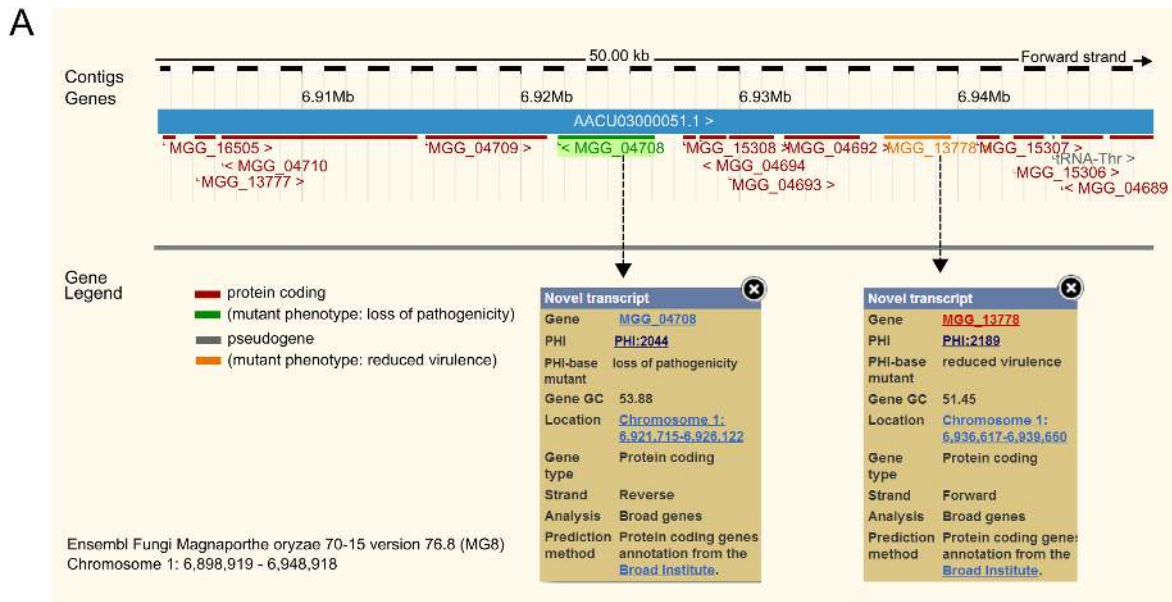 A
50.00 kb
Forward strand
Contigs
Genes
6.91Mb 6.92Mb 6.93Mb 6.94Mb
AACU03000051.1 >
MGG_16505 > MGG_04709 > < MGG_04708 MGG_15308 > MGG_04692 > MGG_13778 MGG_15307 >
< MGG_04710 < MGG_04694 tRNA-Thr >
MGG_13777 > MGG_04693 > MGG_15306 >
< MGG_04689
Gene
Legend
protein coding
(mutant phenotype: loss of pathogenicity)
pseudogene
(mutant phenotype: reduced virulence)
Novel transcript
Gene MGG_04708
PHI PHI:2044
PHI-base mutant loss of pathogenicity
Gene GC 53.88
Location Chromosome 1:
6,921,715-6,926,122
Gene type Protein coding
Strand Reverse
Analysis Broad genes
Prediction Protein coding genes
method annotation from the
Broad Institute.
Novel transcript
Gene MGG_13778
PHI PHI:2189
PHI-base mutant reduced virulence
Gene GC 51.45
Location Chromosome 1:
6,936,617-6,939,660
Gene type Protein coding
Strand Forward
Analysis Broad genes
Prediction Protein coding genes
method annotation from the
Broad Institute.
Ensembl Fungi Magnaporthe oryzae 70-15 version 76.8 (MG8)
Chromosome 1: 6,898,919 - 6,948,918